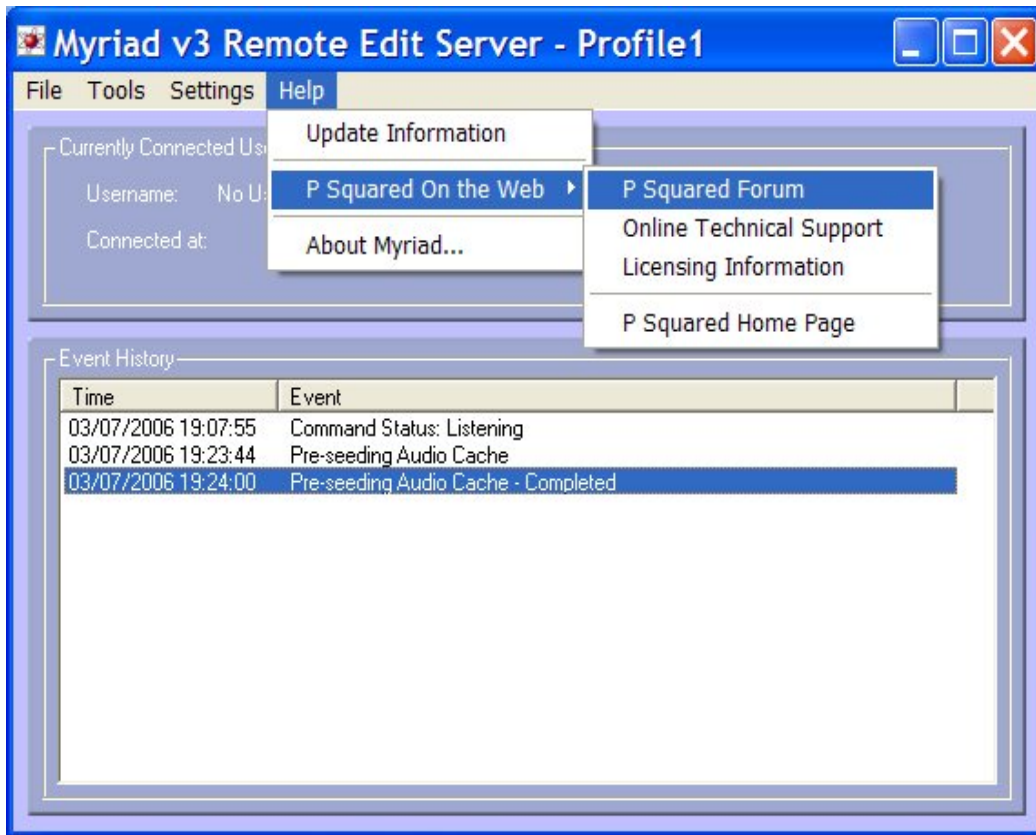 Myriad v3 Remote Edit Server - Profile1
File Tools Settings Help
Update Information
Currently Connected
P Squared On the Web
P Squared Forum
Username: No
Online Technical Support
Connected at:
About Myriad...
Licensing Information
P Squared Home Page
Event History
Time Event
03/07/2006 19:07:55 Command Status: Listening
03/07/2006 19:23:44 Pre-seeding Audio Cache
03/07/2006 19:24:00 Pre-seeding Audio Cache - Completed